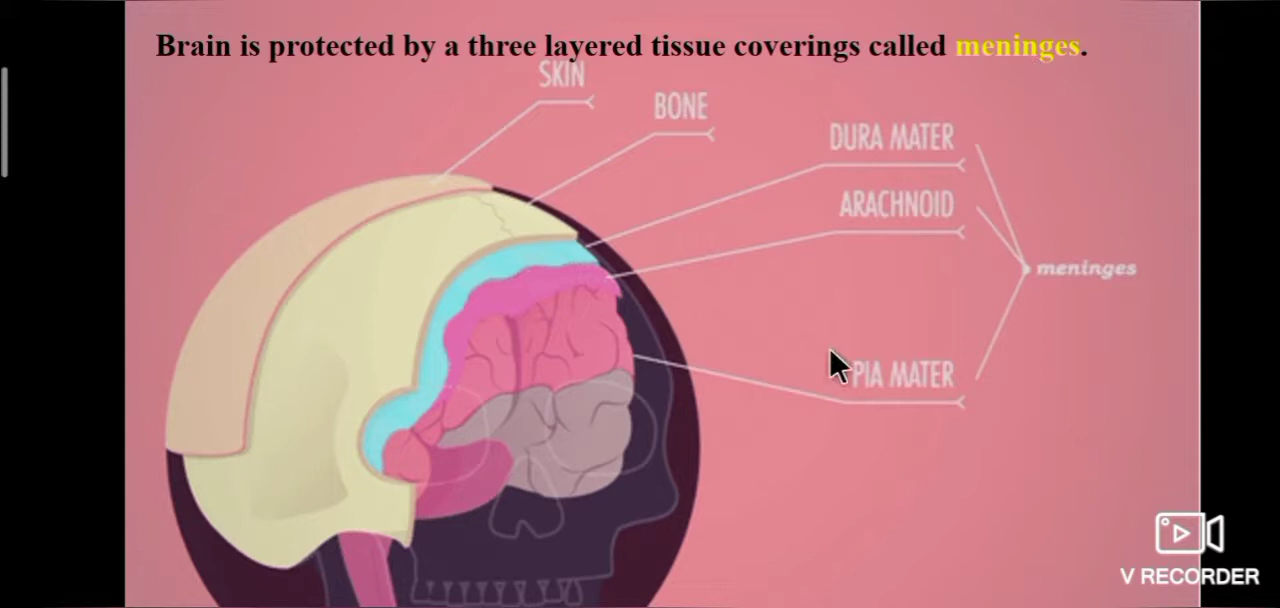 Brain is protected by a three layered tissue coverings called meninges.
SKIN
BONE
DURA MATER
ARACHNOID
meninges
PIA MATER
V RECORDER